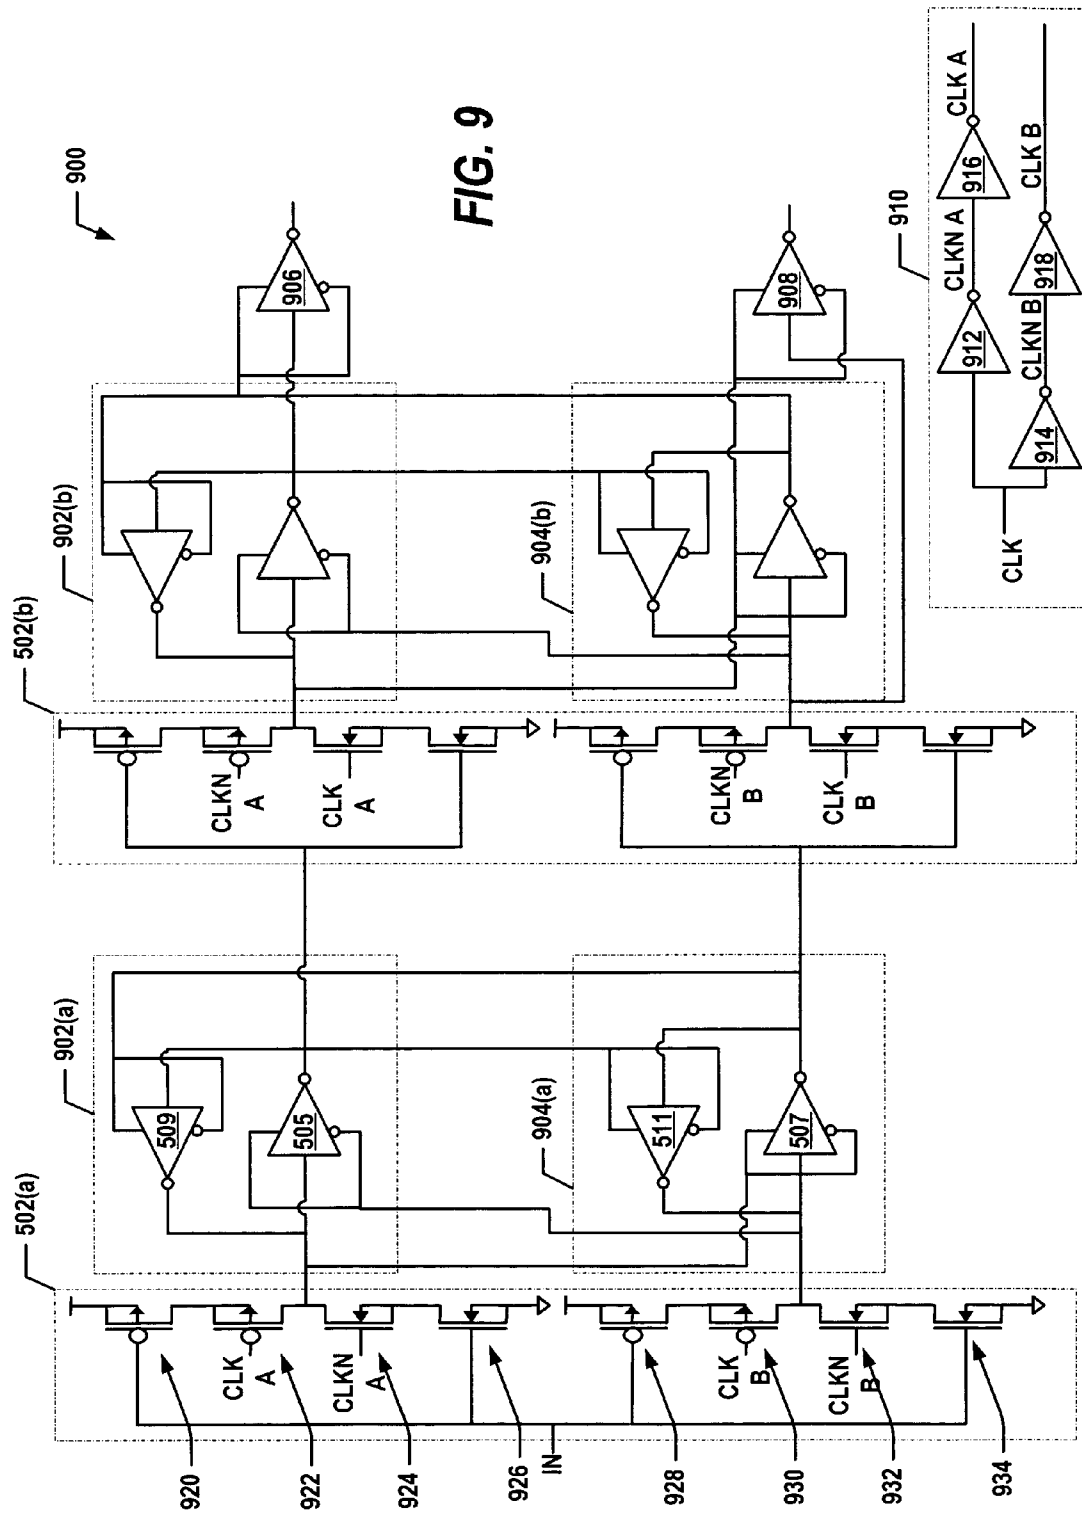 FIG. 9
900
502(a)
902(a)
502(b)
902(b)
509
505
906
904(a)
904(b)
511
507
908
CLK
A
CLKN
A
CLK
B
CLKN
B
IN
CLKN
A
CLK
A
CLKN
B
CLK
B
920
922
924
926
928
930
932
934
910
CLK
912
CLKN A
916
CLK A
914
CLKN B
918
CLK B